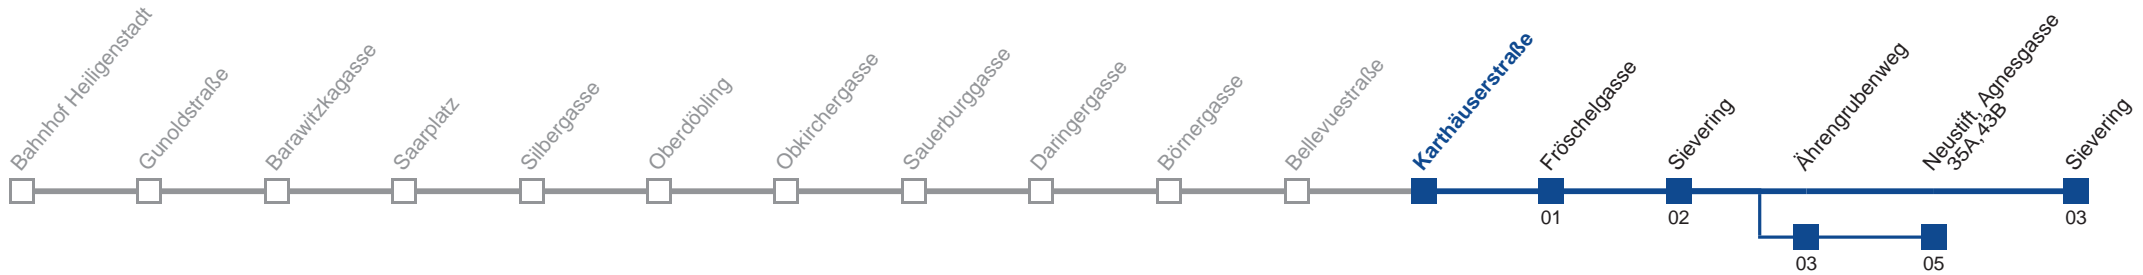 Bahnhof Heiligenstadt
Gunoldstraße
Barawitzkagasse
Saarplatz
Silbergasse
Oberdöbling
Obkirchergasse
Sauerburggasse
Daringergasse
Börnergasse
Bellevuestraße
Karthäuserstraße
Fröschelgasse
Sievering
Ährengrubenweg
Neustift, Agnesgasse
35A, 43B
Sievering
01
02
03
03
05